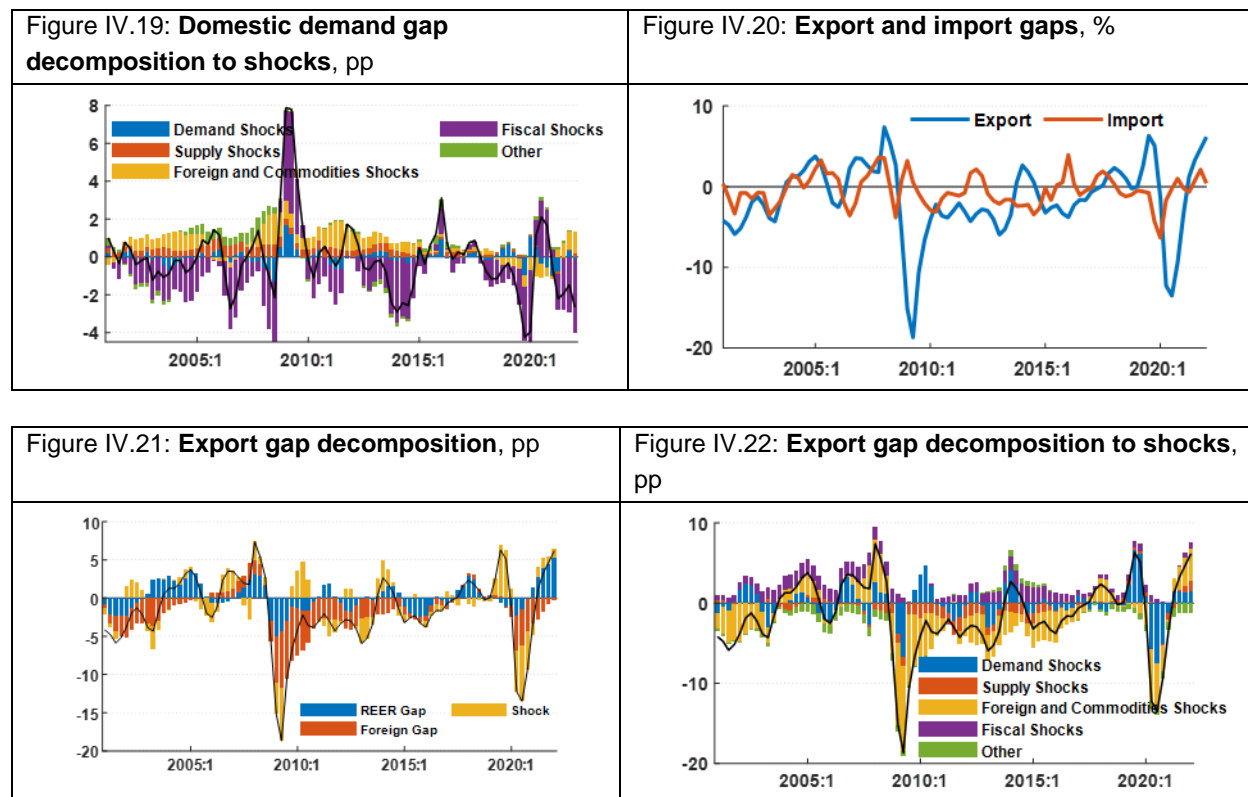 Figure IV.19: Domestic demand gap
decomposition to shocks, pp
Figure IV.20: Export and import gaps, %
8
6
4
2
0
-2
-4
Demand Shocks
Supply Shocks
Foreign and Commodities Shocks
Fiscal Shocks
Other
2005:1
2010:1
2015:1
2020:1
10
0
-10
-20
Export
Import
2005:1
2010:1
2015:1
2020:1
Figure IV.21: Export gap decomposition, pp
Figure IV.22: Export gap decomposition to shocks,
pp
10
5
0
-5
-10
-15
-20
REER Gap
Foreign Gap
Shock
2005:1
2010:1
2015:1
2020:1
10
0
-10
-20
Demand Shocks
Supply Shocks
Foreign and Commodities Shocks
Fiscal Shocks
Other
2005:1
2010:1
2015:1
2020:1